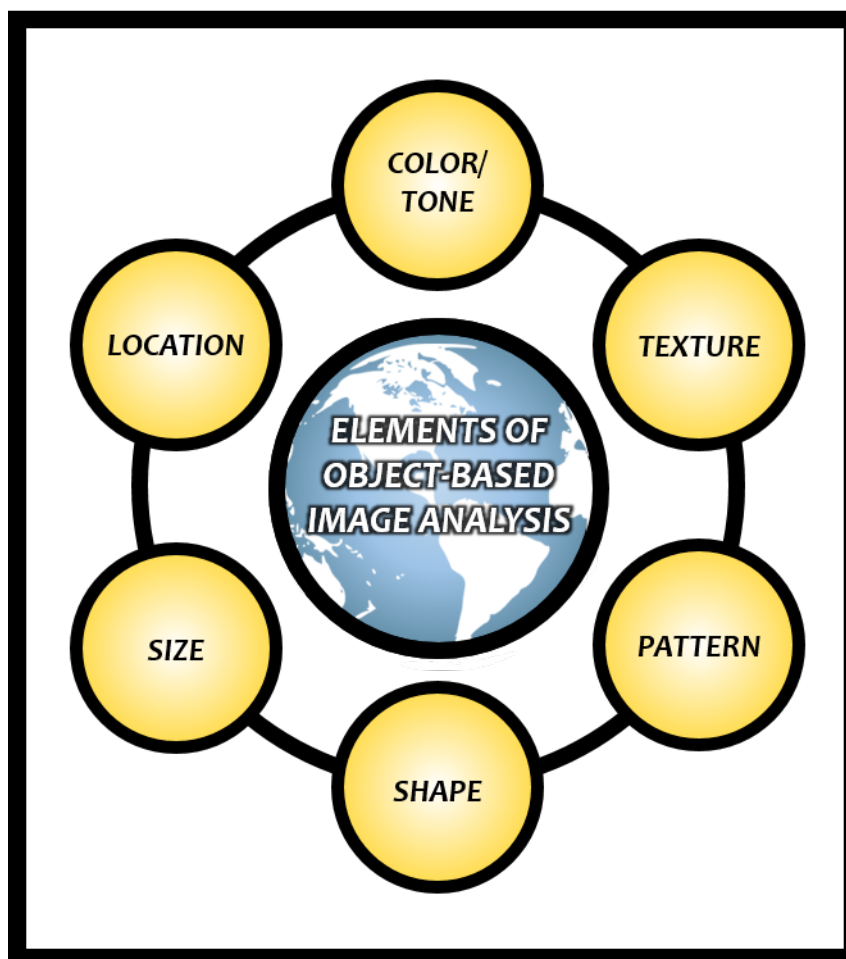 COLOR/
TONE
LOCATION
TEXTURE
ELEMENTS OF
OBJECT-BASED
IMAGE ANALYSIS
SIZE
PATTERN
SHAPE